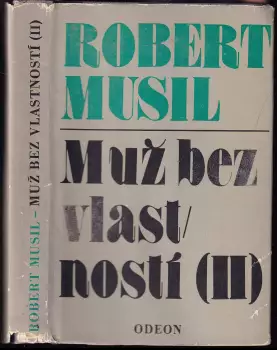 ROBERT MUSIL – MUŽ BEZ VLASTNOSTÍ (II)
ROBERT
MUSIL
Muž bez
vlast/
ností (II)
ODEON